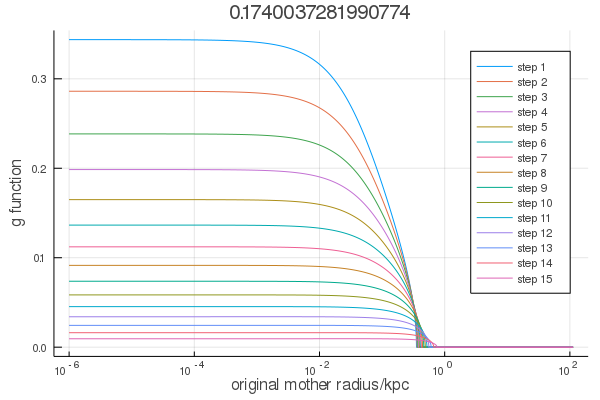 0.1740037281990774
g function
0.3
0.2
0.1
0.0
10^-6
10^-4
10^-2
10^0
10^2
original mother radius/kpc
step 1
step 2
step 3
step 4
step 5
step 6
step 7
step 8
step 9
step 10
step 11
step 12
step 13
step 14
step 15